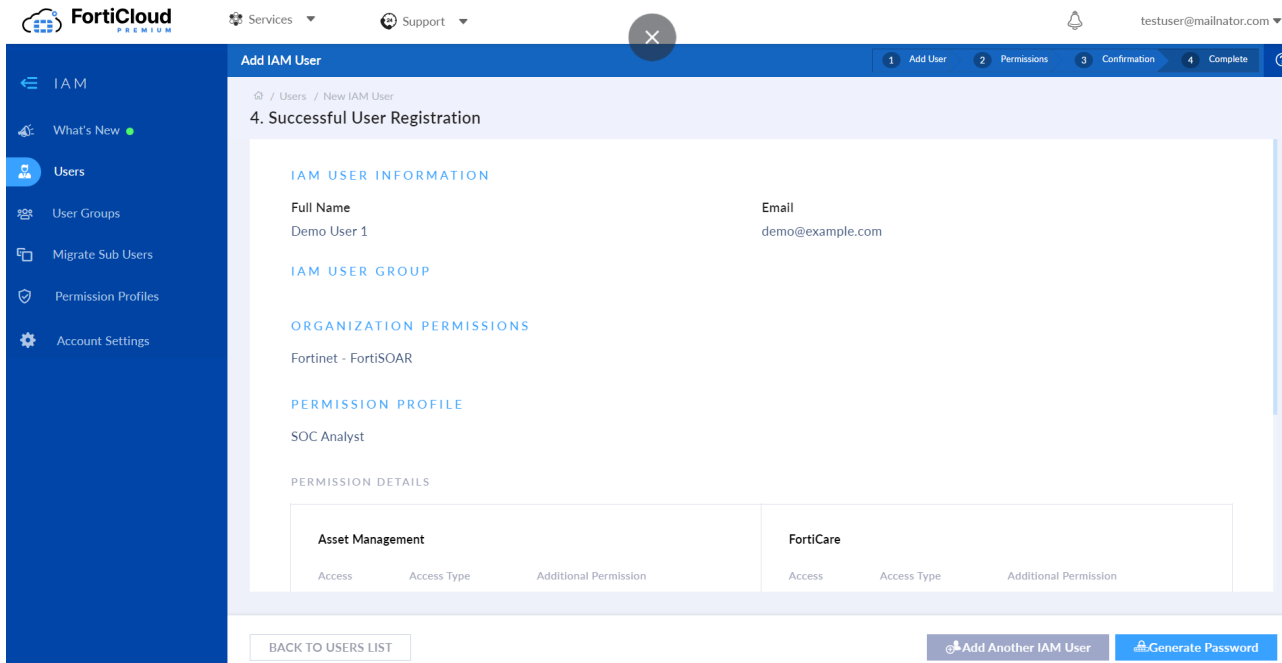 FortiCloud
PREMIUM
Services
Support
testuser@mailnator.com
IAM
What's New
Users
User Groups
Migrate Sub Users
Permission Profiles
Account Settings
Add IAM User
1 Add User 2 Permissions 3 Confirmation 4 Complete
/ Users / New IAM User
4. Successful User Registration
IAM USER INFORMATION
Full Name Email
Demo User 1 demo@example.com
IAM USER GROUP
ORGANIZATION PERMISSIONS
Fortinet - FortiSOAR
PERMISSION PROFILE
SOC Analyst
PERMISSION DETAILS
Asset Management FortiCare
Access Access Type Additional Permission Access Access Type Additional Permission
BACK TO USERS LIST Add Another IAM User Generate Password